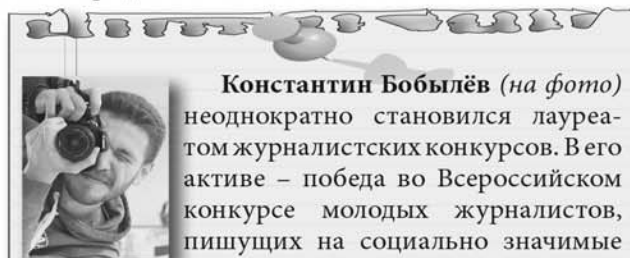 Константин Бобылёв (на фото)
неоднократно становился лауреа-
том журналистских конкурсов. В его
активе – победа во Всероссийском
конкурсе молодых журналистов,
пишущих на социально значимые